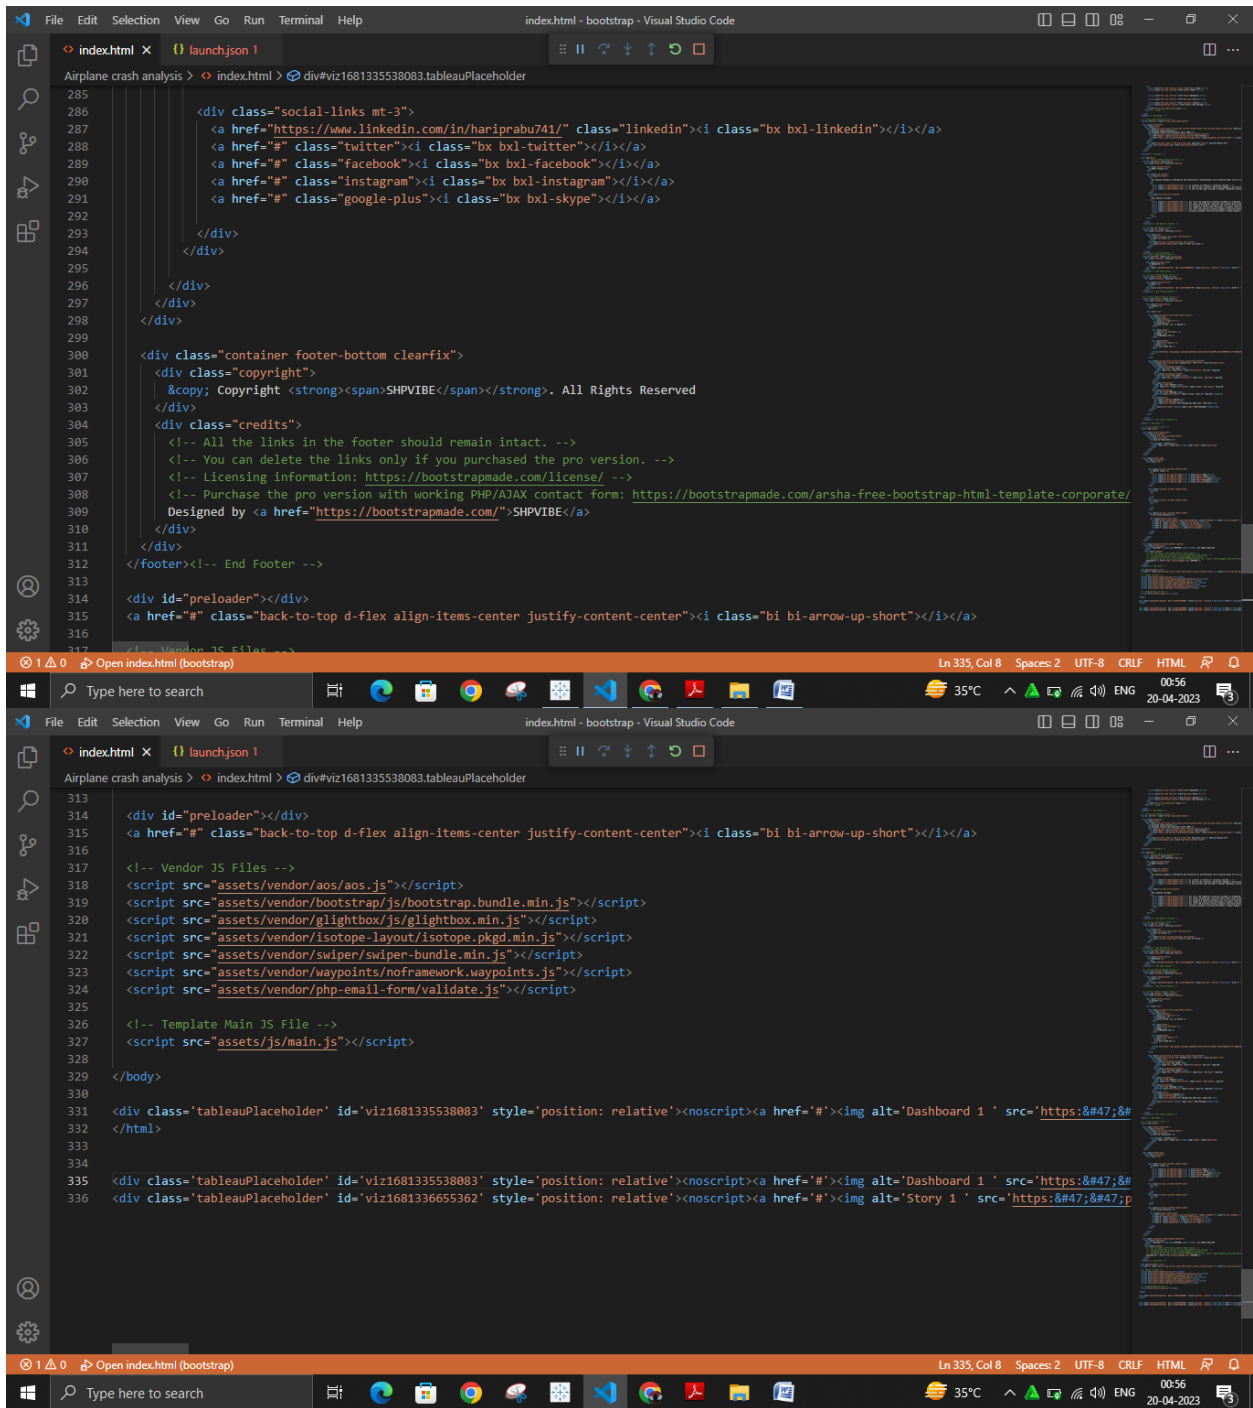 File Edit Selection View Go Run Terminal Help index.html - bootstrap - Visual Studio Code
index.html launch.json 1
Airplane crash analysis > index.html > div#viz1681335538083.tableauPlaceholder
285
286 <div class="social-links mt-3">
287 <a href="https://www.linkedin.com/in/hariprabu741/" class="linkedin"><i class="bx bxl-linkedin"></i></a>
288 <a href="#" class="twitter"><i class="bx bxl-twitter"></i></a>
289 <a href="#" class="facebook"><i class="bx bxl-facebook"></i></a>
290 <a href="#" class="instagram"><i class="bx bxl-instagram"></i></a>
291 <a href="#" class="google-plus"><i class="bx bxl-skype"></i></a>
292
293 </div>
294 </div>
295
296 </div>
297 </div>
298 </div>
299
300 <div class="container footer-bottom clearfix">
301 <div class="copyright">
302 &copy; Copyright <strong><span>SHPVIBE</span></strong>. All Rights Reserved
303 </div>
304 <div class="credits">
305 <!-- All the links in the footer should remain intact. -->
306 <!-- You can delete the links only if you purchased the pro version. -->
307 <!-- Licensing information: https://bootstrapmade.com/license/ -->
308 <!-- Purchase the pro version with working PHP/AJAX contact form: https://bootstrapmade.com/arsha-free-bootstrap-html-template-corporate/
309 Designed by <a href="https://bootstrapmade.com/">SHPVIBE</a>
310 </div>
311 </div>
312 </footer><!-- End Footer -->
313
314 <div id="preloader"></div>
315 <a href="#" class="back-to-top d-flex align-items-center justify-content-center"><i class="bi bi-arrow-up-short"></i></a>
316
317 <!-- Vendor JS Files -->
1 0 Open index.html (bootstrap) Ln 335, Col 8 Spaces: 2 UTF-8 CRLF HTML
Type here to search 35°C ENG 00:56 20-04-2023 3
File Edit Selection View Go Run Terminal Help index.html - bootstrap - Visual Studio Code
index.html launch.json 1
Airplane crash analysis > index.html > div#viz1681335538083.tableauPlaceholder
313
314 <div id="preloader"></div>
315 <a href="#" class="back-to-top d-flex align-items-center justify-content-center"><i class="bi bi-arrow-up-short"></i></a>
316
317 <!-- Vendor JS Files -->
318 <script src="assets/vendor/aos/aos.js"></script>
319 <script src="assets/vendor/bootstrap/js/bootstrap.bundle.min.js"></script>
320 <script src="assets/vendor/glightbox/js/glightbox.min.js"></script>
321 <script src="assets/vendor/isotope-layout/isotope.pkgd.min.js"></script>
322 <script src="assets/vendor/swiper/swiper-bundle.min.js"></script>
323 <script src="assets/vendor/waypoints/noframework.waypoints.js"></script>
324 <script src="assets/vendor/php-email-form/validate.js"></script>
325
326 <!-- Template Main JS File -->
327 <script src="assets/js/main.js"></script>
328
329 </body>
330
331 <div class='tableauPlaceholder' id='viz1681335538083' style='position: relative'><noscript><a href='#'><img alt='Dashboard 1 ' src='https:&#47;&#
332 </html>
333
334
335 <div class='tableauPlaceholder' id='viz1681335538083' style='position: relative'><noscript><a href='#'><img alt='Dashboard 1 ' src='https:&#47;&#
336 <div class='tableauPlaceholder' id='viz1681336655362' style='position: relative'><noscript><a href='#'><img alt='Story 1 ' src='https:&#47;&#47;p
1 0 Open index.html (bootstrap) Ln 335, Col 8 Spaces: 2 UTF-8 CRLF HTML
Type here to search 35°C ENG 00:56 20-04-2023 3